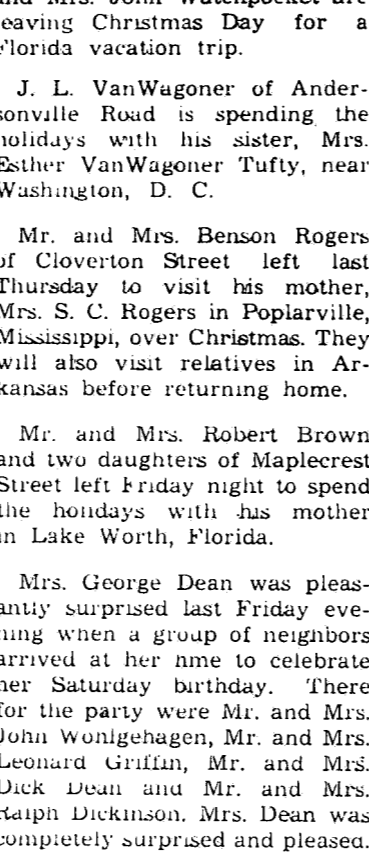 and Mrs. John Watenpocket are
leaving Christmas Day for a
Florida vacation trip.
J. L. VanWagoner of Ander-
sonville Road is spending the
holidays with his sister, Mrs.
Esther VanWagoner Tufty, near
Washington, D. C.
Mr. and Mrs. Benson Rogers
of Cloverton Street left last
Thursday to visit his mother,
Mrs. S. C. Rogers in Poplarville,
Mississippi, over Christmas. They
will also visit relatives in Ar-
kansas before returning home.
Mr. and Mrs. Robert Brown
and two daughters of Maplecrest
Street left Friday night to spend
the holidays with his mother
in Lake Worth, Florida.
Mrs. George Dean was pleas-
antly surprised last Friday eve-
ning when a group of neighbors
arrived at her hme to celebrate
her Saturday birthday. There
for the party were Mr. and Mrs.
John Wohlgehagen, Mr. and Mrs.
Leonard Griffin, Mr. and Mrs.
Dick Dean and Mr. and Mrs.
Ralph Dickinson. Mrs. Dean was
completely surprised and pleased.